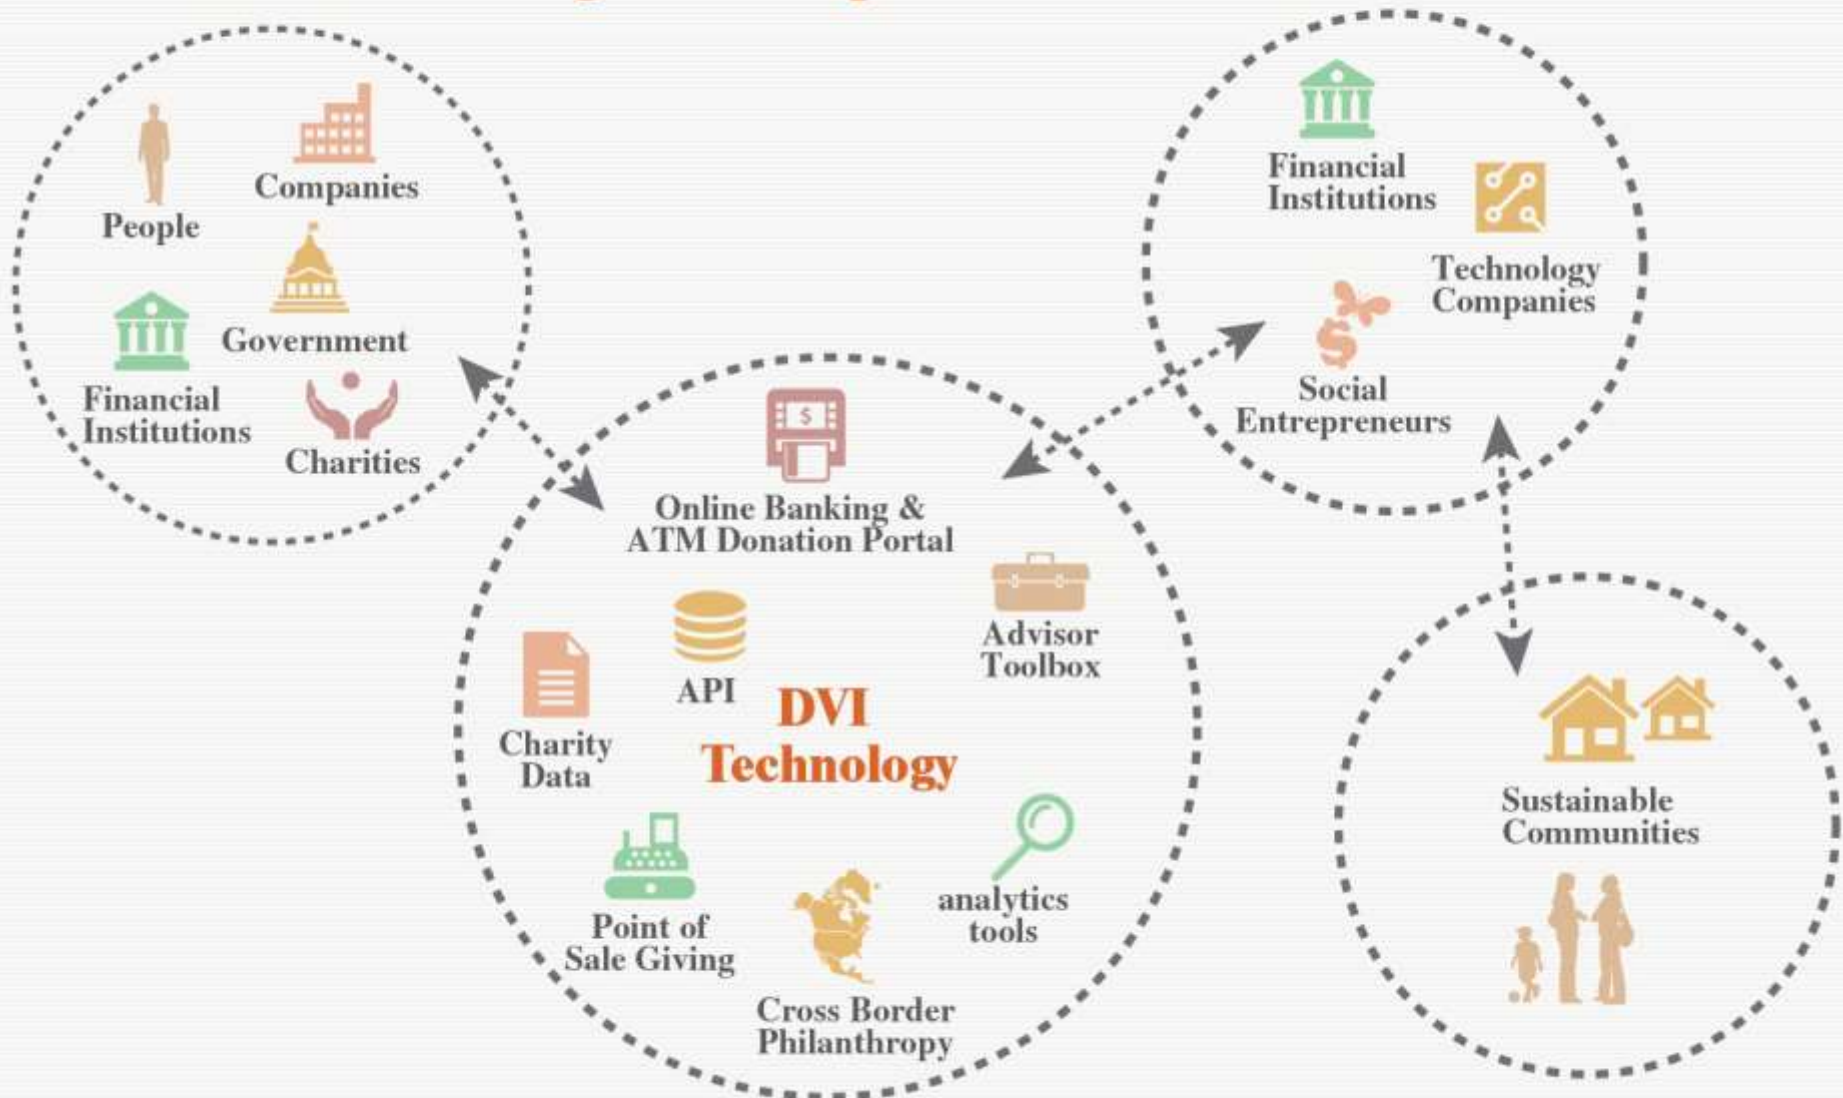 People
Companies
Government
Financial
Institutions
Charities
Financial
Institutions
Technology
Companies
Social
Entrepreneurs
$
Online Banking &
ATM Donation Portal
API
Advisor
Toolbox
Charity
Data
DVI
Technology
Point of
Sale Giving
analytics
tools
Cross Border
Philanthropy
Sustainable
Communities